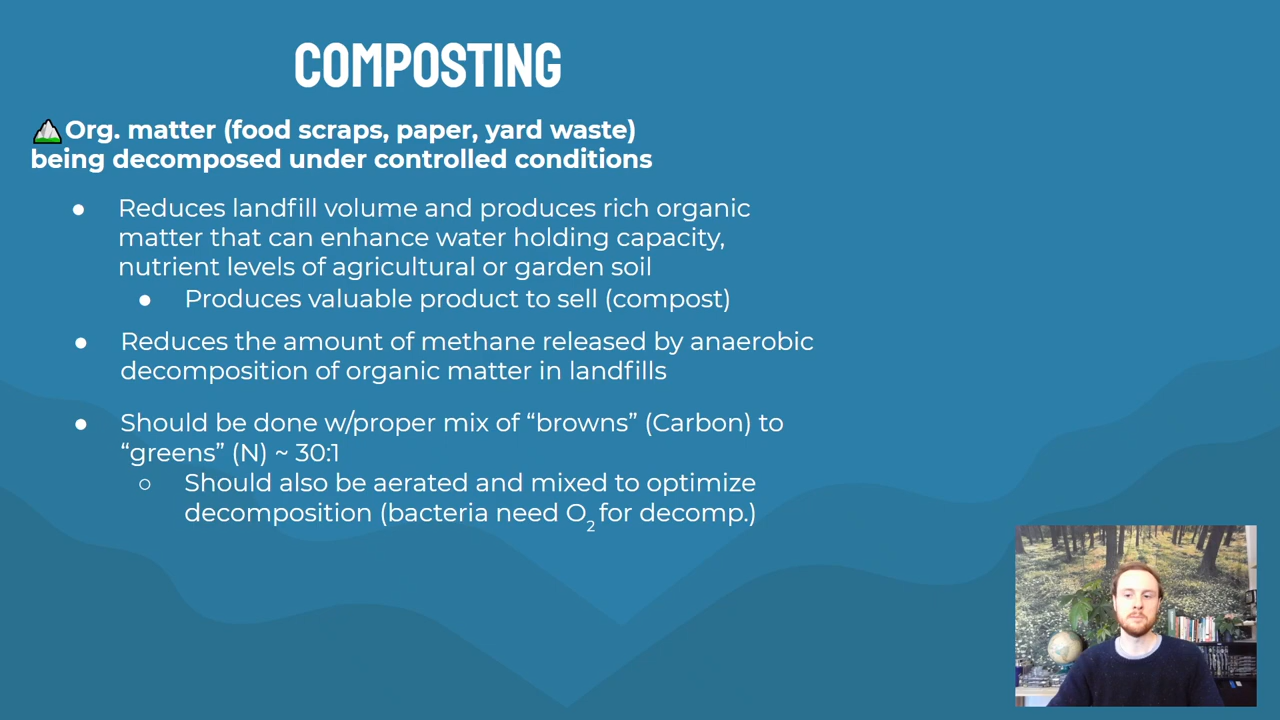 COMPOSTING
Org. matter (food scraps, paper, yard waste)
being decomposed under controlled conditions
● Reduces landfill volume and produces rich organic
matter that can enhance water holding capacity,
nutrient levels of agricultural or garden soil
● Produces valuable product to sell (compost)
● Reduces the amount of methane released by anaerobic
decomposition of organic matter in landfills
● Should be done w/proper mix of “browns” (Carbon) to
“greens” (N) ~ 30:1
○ Should also be aerated and mixed to optimize
decomposition (bacteria need O₂ for decomp.)